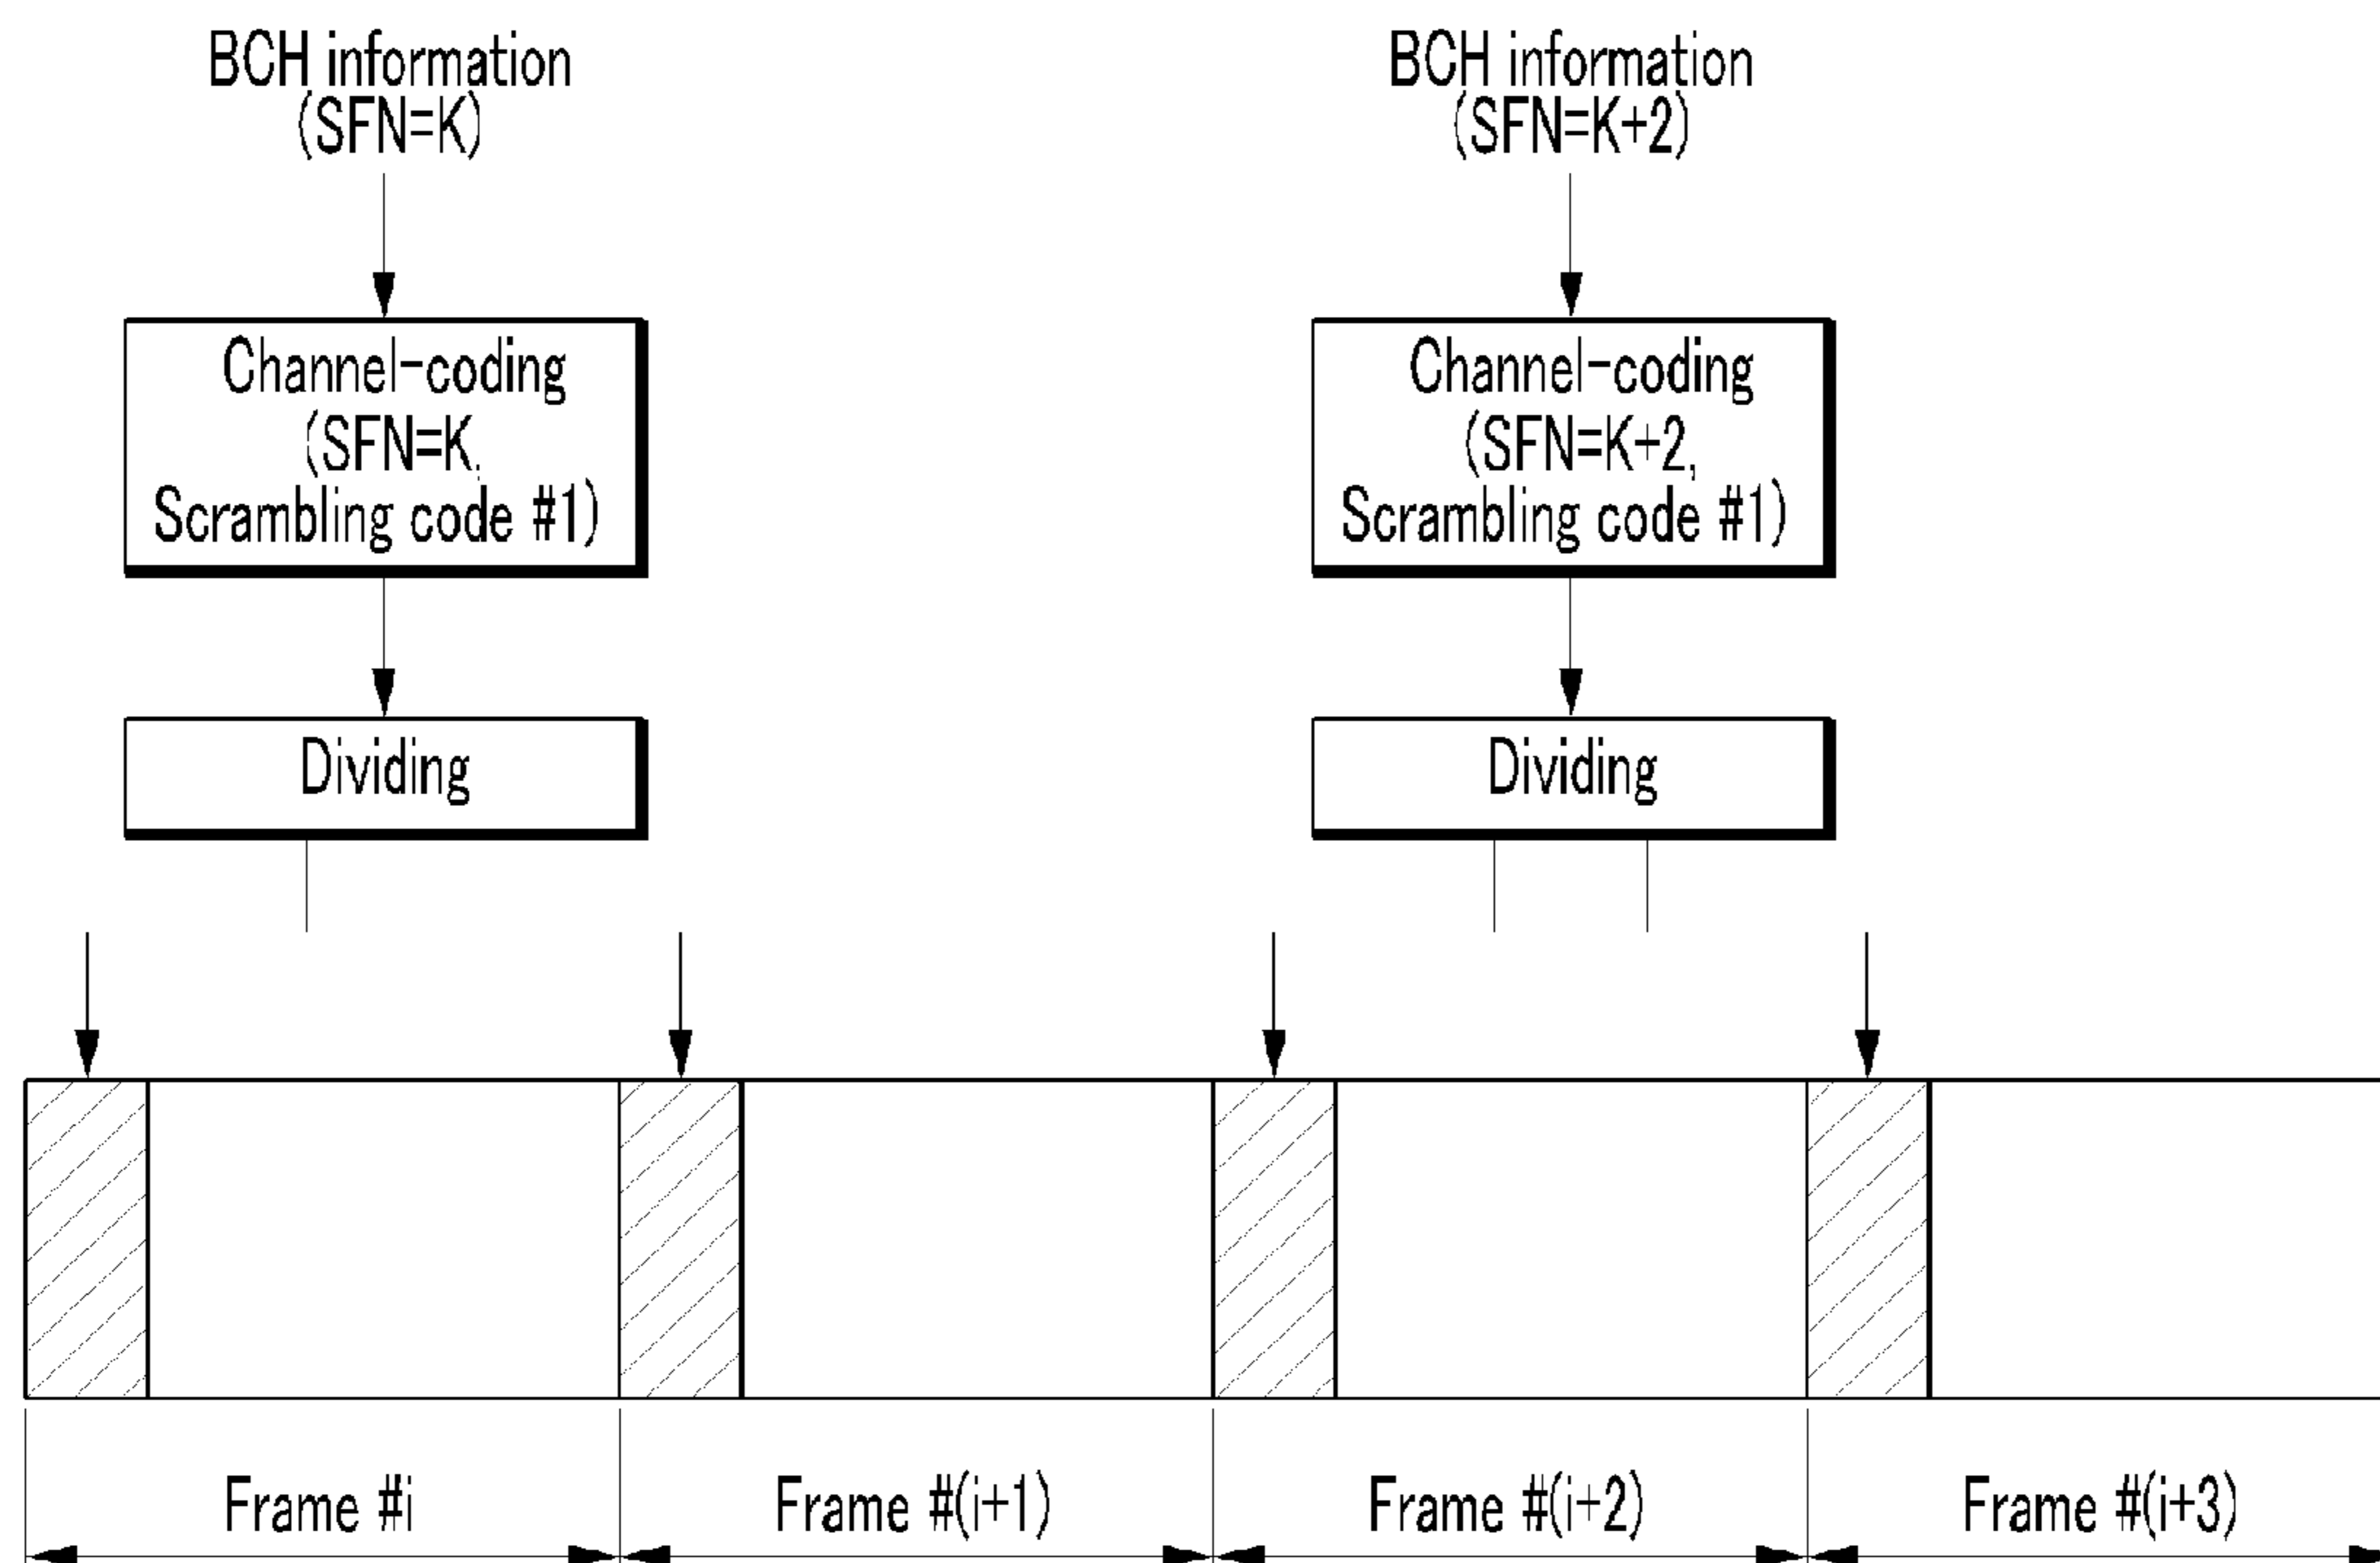 BCH information
(SFN=K)
BCH information
(SFN=K+2)
Channel-coding
(SFN=K,
Scrambling code #1)
Channel-coding
(SFN=K+2,
Scrambling code #1)
Dividing
Dividing
Frame #i
Frame #(i+1)
Frame #(i+2)
Frame #(i+3)